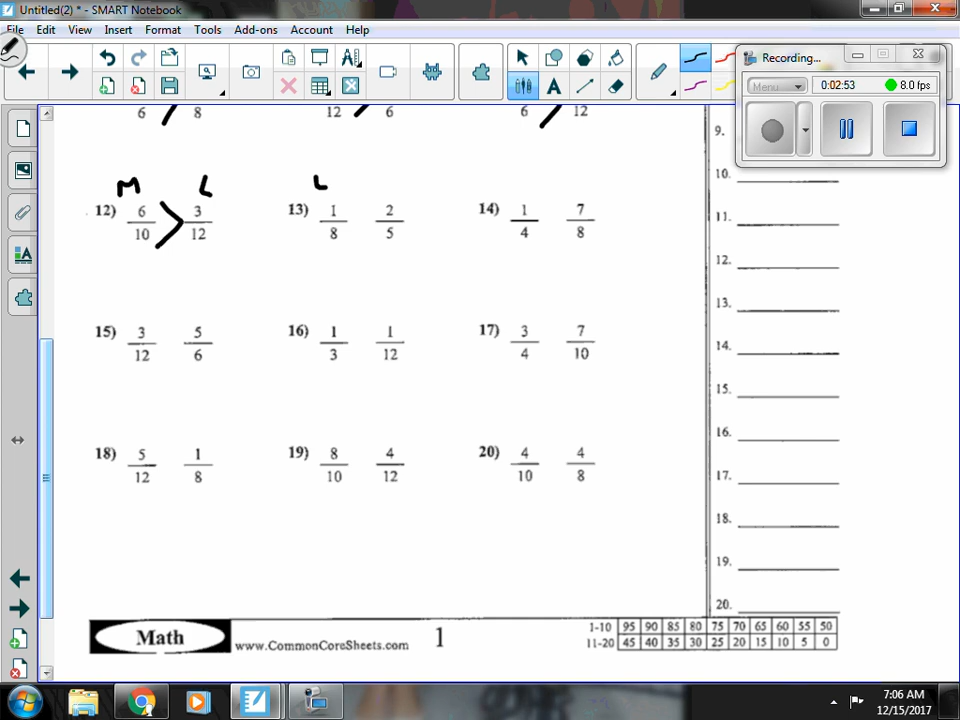 Untitled(2) * - SMART Notebook
File Edit View Insert Format Tools Add-ons Account Help
Recording...
Menu 0:02:53 8.0 fps
6 8 12 6 6 12
9.
10.
M L L
12) 6/10 > 3/12 13) 1/8 2/5 14) 1/4 7/8
11.
12.
13.
15) 3/12 5/6 16) 1/3 1/12 17) 3/4 7/10
14.
15.
16.
18) 5/12 1/8 19) 8/10 4/12 20) 4/10 4/8
17.
18.
19.
20.
Math www.CommonCoreSheets.com 1
1-10 95 90 85 80 75 70 65 60 55 50
11-20 45 40 35 30 25 20 15 10 5 0
7:06 AM
12/15/2017